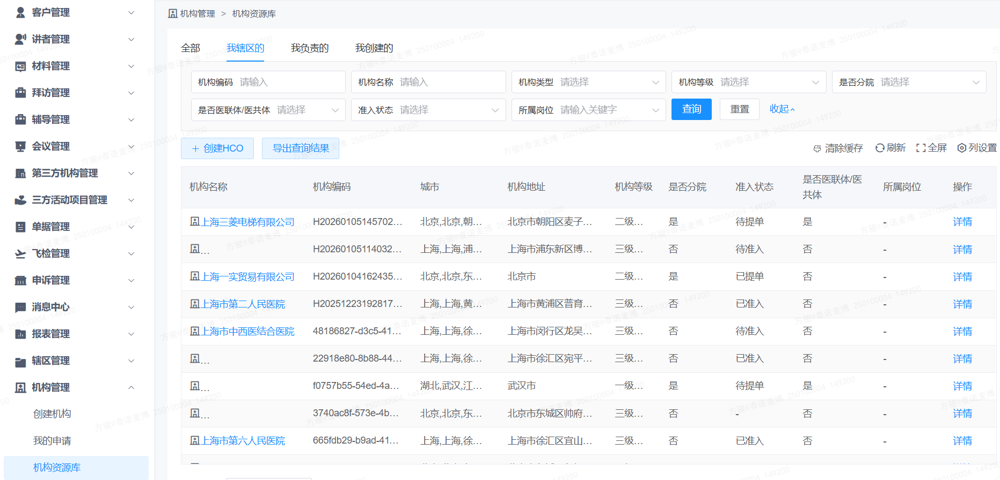 客户管理
讲者管理
材料管理
拜访管理
辅导管理
会议管理
第三方机构管理
三方活动项目管理
单据管理
飞检管理
申诉管理
消息中心
报表管理
辖区管理
机构管理
创建机构
我的申请
机构资源库
机构管理 > 机构资源库
全部 我辖区的 我负责的 我创建的
机构编码 请输入 机构名称 请输入 机构类型 请选择 机构等级 请选择 是否分院 请选择
是否医联体/医共体 请选择 准入状态 请选择 所属岗位 请输入关键字 查询 重置 收起
+ 创建HCO 导出查询结果 清除缓存 刷新 全屏 列设置
机构名称 机构编码 城市 机构地址 机构等级 是否分院 准入状态 是否医联体/医共体 所属岗位 操作
上海三菱电梯有限公司 H20260105145702... 北京,北京,朝... 北京市朝阳区麦子... 二级... 是 待提单 是 - 详情
... H20260105114032... 上海,上海,浦... 上海市浦东新区博... 三级... 否 待准入 否 - 详情
上海一实贸易有限公司 H20260104162435... 北京,北京,东... 北京市 二级... 是 已提单 否 - 详情
上海市第二人民医院 H20251223192817... 上海,上海,黄... 上海市黄浦区普育... 三级... 否 已准入 否 - 详情
上海市中西医结合医院 48186827-d3c5-41... 上海,上海,徐... 上海市闵行区龙吴... 三级... 否 待准入 否 - 详情
... 22918e80-8b88-44... 上海,上海,徐... 上海市徐汇区宛平... 三级... 否 已准入 否 - 详情
... f0757b55-54ed-4a... 湖北,武汉,江... 武汉市 一级... 是 待提单 是 - 详情
... 3740ac8f-573e-4b... 北京,北京,东... 北京市东城区帅府... 三级... 否 - 否 - 详情
上海市第六人民医院 665fdb29-b9ad-41... 上海,上海,徐... 上海市徐汇区宜山... 三级... 否 已准入 否 - 详情
方骏@泰诺麦博 250100004_149200